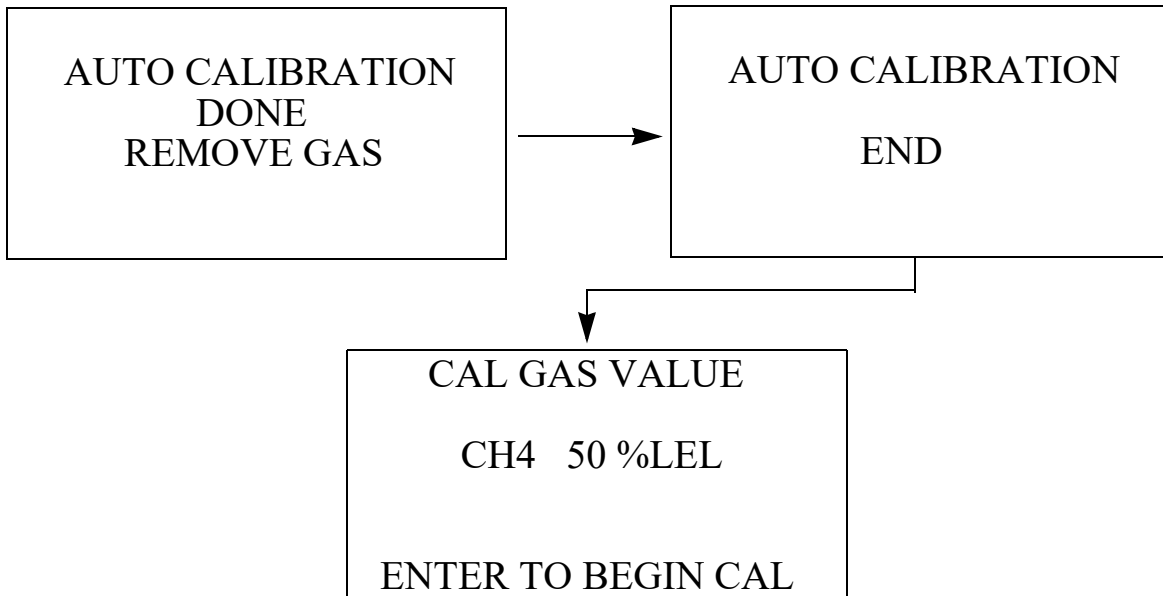 AUTO CALIBRATION
DONE
REMOVE GAS
AUTO CALIBRATION
END
CAL GAS VALUE
CH4 50 %LEL
ENTER TO BEGIN CAL